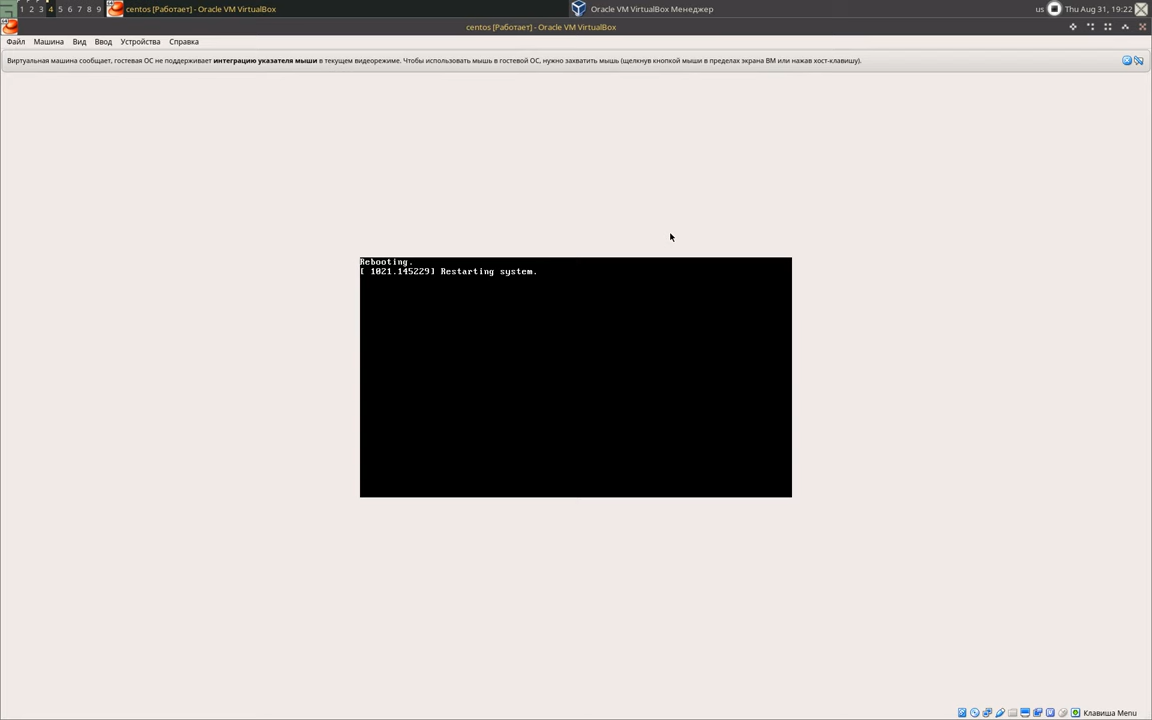 1 2 3 4 5 6 7 8 9 centos [Работает] - Oracle VM VirtualBox Oracle VM VirtualBox Менеджер us Thu Aug 31, 19:22
centos [Работает] - Oracle VM VirtualBox
Файл Машина Вид Ввод Устройства Справка
Виртуальная машина сообщает, гостевая ОС не поддерживает интеграцию указателя мыши в текущем видеорежиме. Чтобы использовать мышь в гостевой ОС, нужно захватить мышь (щелкнув кнопкой мыши в пределах экрана ВМ или нажав хост-клавишу).
Rebooting.
[ 1021.145229] Restarting system.
Клавиша Menu